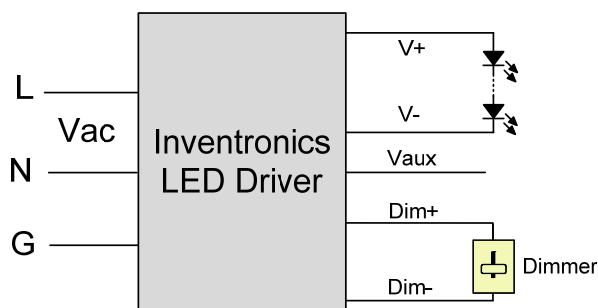 L
Vac
N
G
Inventronics
LED Driver
V+
V-
Vaux
Dim+
Dim-
Dimmer